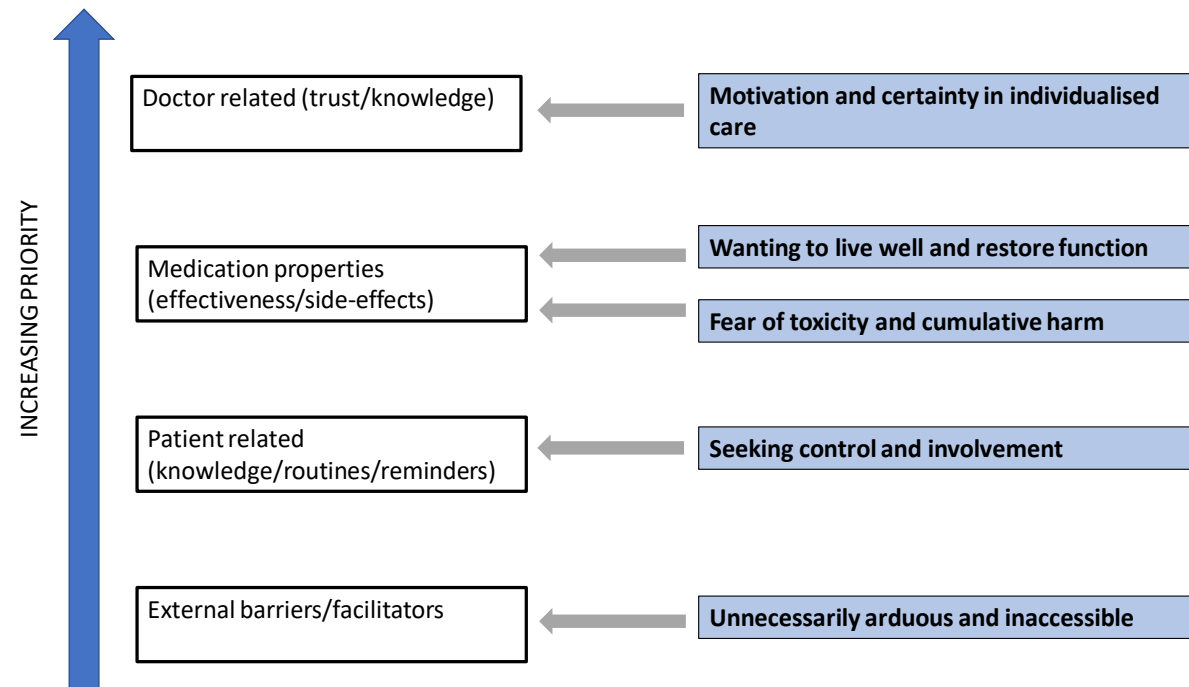 INCREASING PRIORITY
Doctor related (trust/knowledge)
Motivation and certainty in individualised
care
Medication properties
(effectiveness/side-effects)
Wanting to live well and restore function
Fear of toxicity and cumulative harm
Patient related
(knowledge/routines/reminders)
Seeking control and involvement
External barriers/facilitators
Unnecessarily arduous and inaccessible